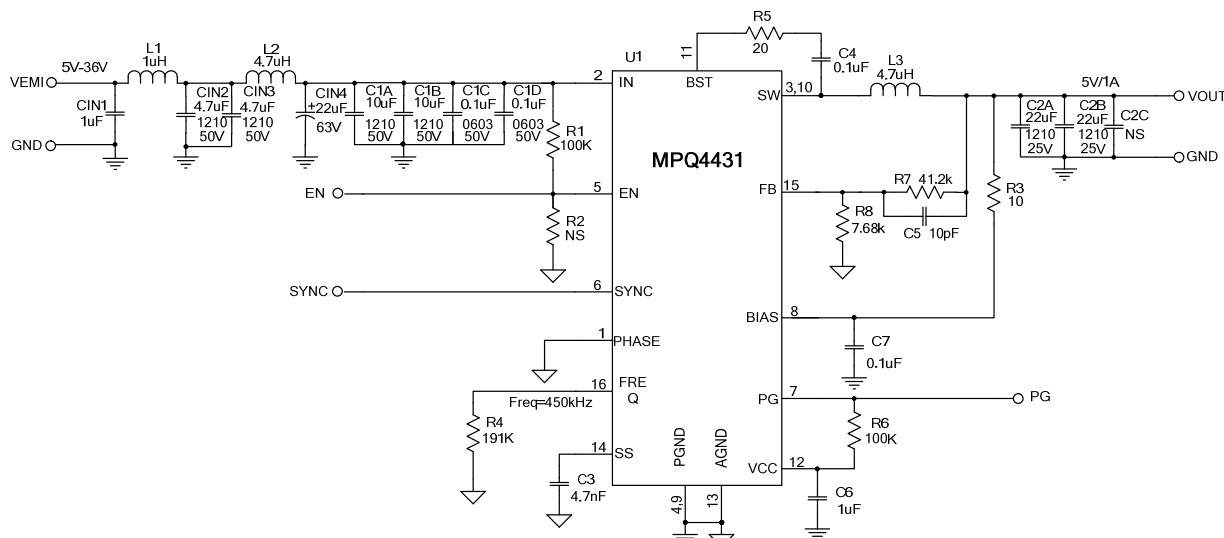 VEMI
5V-36V
L1
1uH
L2
4.7uH
CIN1
1uF
CIN2
4.7uF
1210
50V
CIN3
4.7uF
1210
50V
CIN4
+
22uF
63V
C1A
10uF
1210
50V
C1B
10uF
1210
50V
C1C
0.1uF
0603
50V
C1D
0.1uF
0603
50V
R1
100K
GND
EN
R2
NS
SYNC
U1
MPQ4431
2
IN
5
EN
6
SYNC
1
PHASE
16
FRE
Q
Freq=450kHz
R4
191K
14
SS
C3
4.7nF
PGND
4,9
AGND
13
11
BST
R5
20
C4
0.1uF
SW
3,10
L3
4.7uH
5V/1A
VOUT
C2A
22uF
1210
25V
C2B
22uF
1210
25V
C2C
NS
GND
FB
15
R7
41.2k
C5
10pF
R8
7.68k
R3
10
BIAS
8
C7
0.1uF
PG
7
PG
R6
100K
VCC
12
C6
1uF